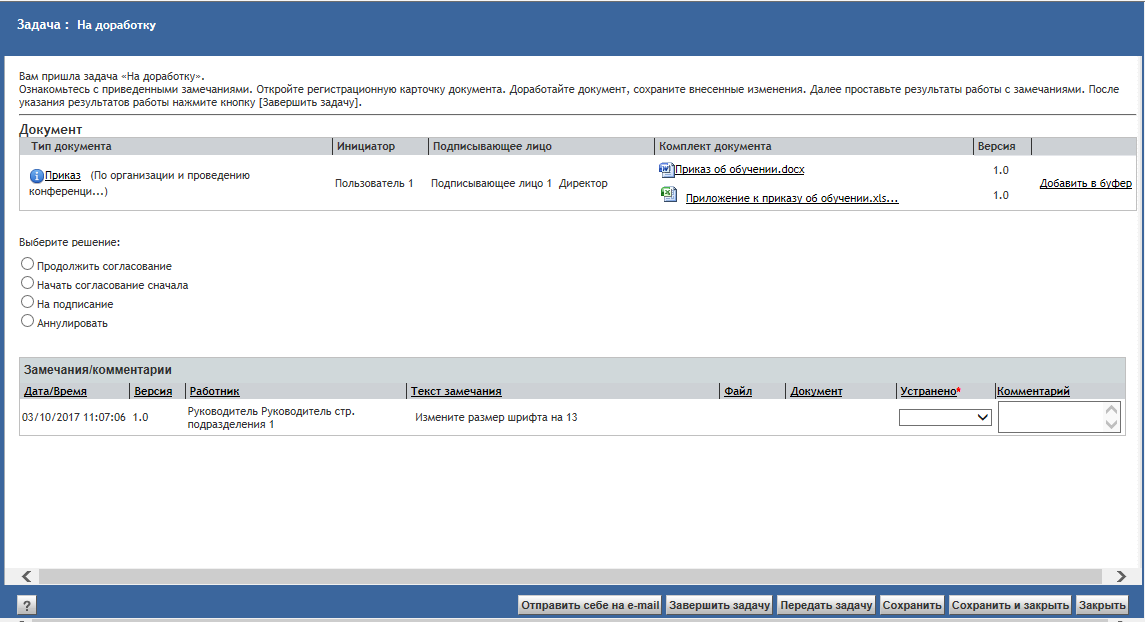 Задача : На доработку
Вам пришла задача «На доработку».
Ознакомьтесь с приведенными замечаниями. Откройте регистрационную карточку документа. Доработайте документ, сохраните внесенные изменения. Далее проставьте результаты работы с замечаниями. После
указания результатов работы нажмите кнопку [Завершить задачу].
Документ
Тип документа Инициатор Подписывающее лицо Комплект документа Версия
Приказ (По организации и проведению
конференци...)
Пользователь 1 Подписывающее лицо 1 Директор
Приказ об обучении.docx 1.0
Приложение к приказу об обучении.xls... 1.0
Добавить в буфер
Выберите решение:
Продолжить согласование
Начать согласование сначала
На подписание
Аннулировать
Замечания/комментарии
Дата/Время Версия Работник Текст замечания Файл Документ Устранено* Комментарий
03/10/2017 11:07:06 1.0 Руководитель Руководитель стр.
подразделения 1
Измените размер шрифта на 13
? Отправить себе на e-mail Завершить задачу Передать задачу Сохранить Сохранить и закрыть Закрыть